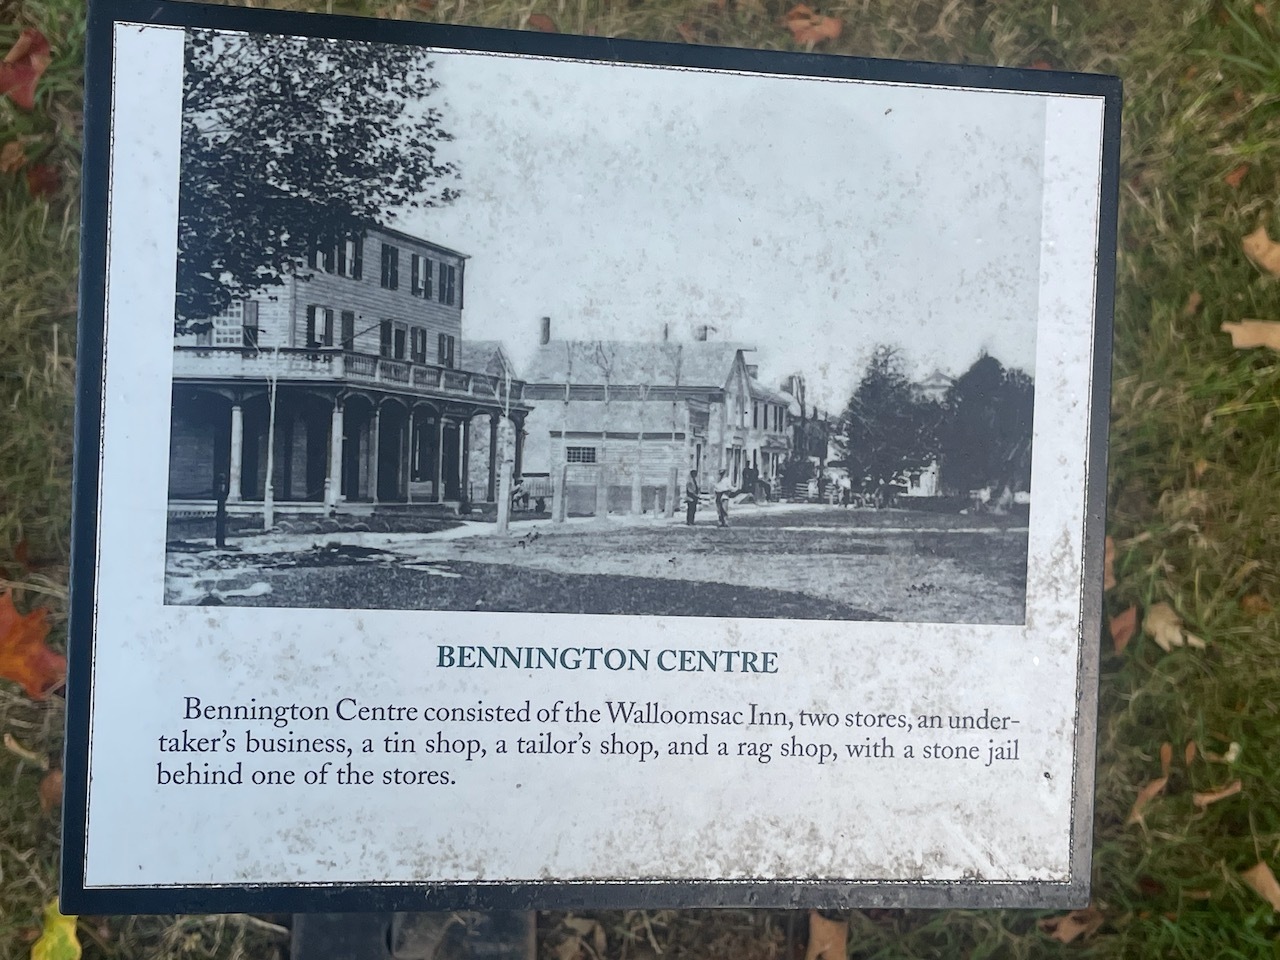 BENNINGTON CENTRE
Bennington Centre consisted of the Walloomsac Inn, two stores, an under-
taker's business, a tin shop, a tailor's shop, and a rag shop, with a stone jail
behind one of the stores.